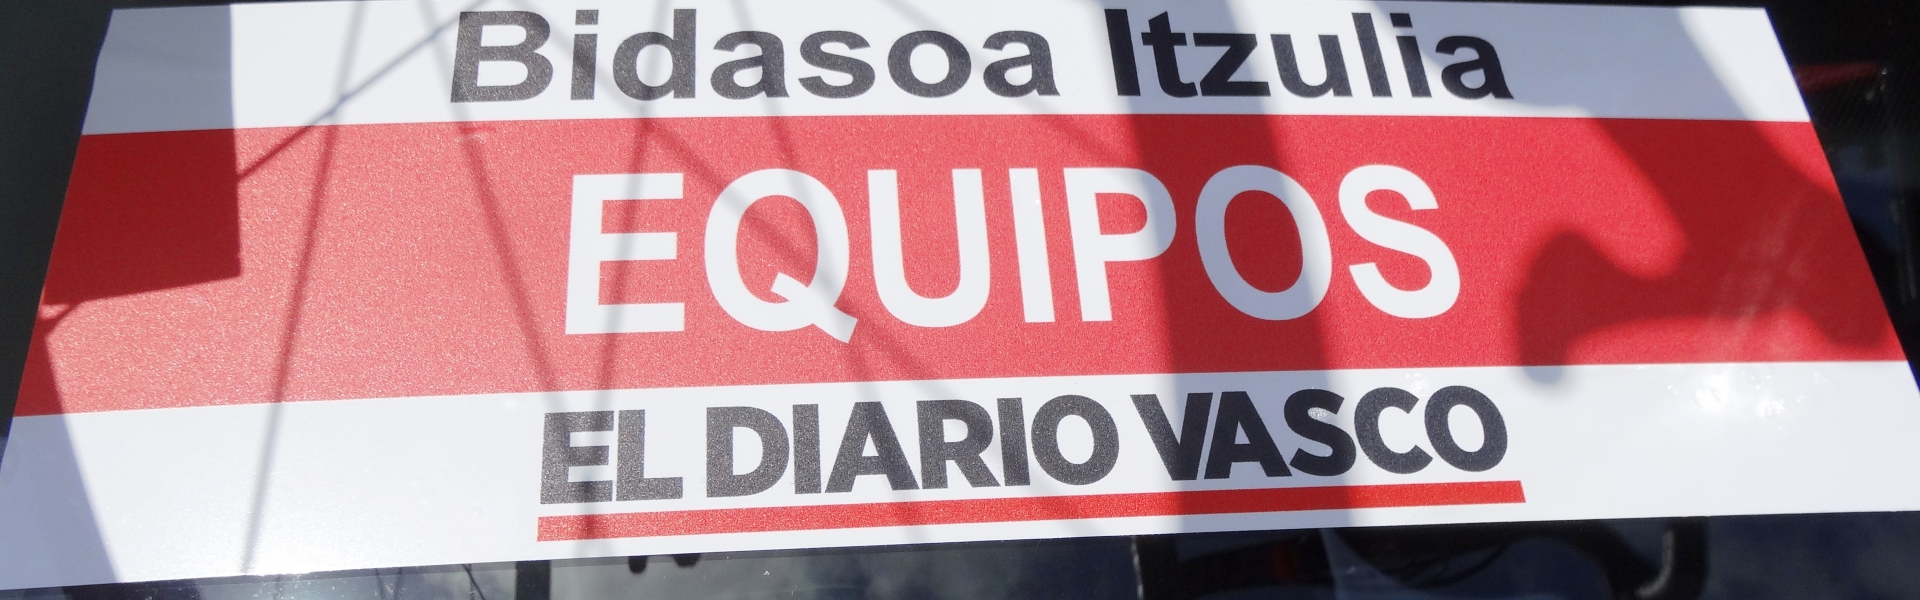 Bidasoa Itzulia
EQUIPOS
EL DIARIO VASCO